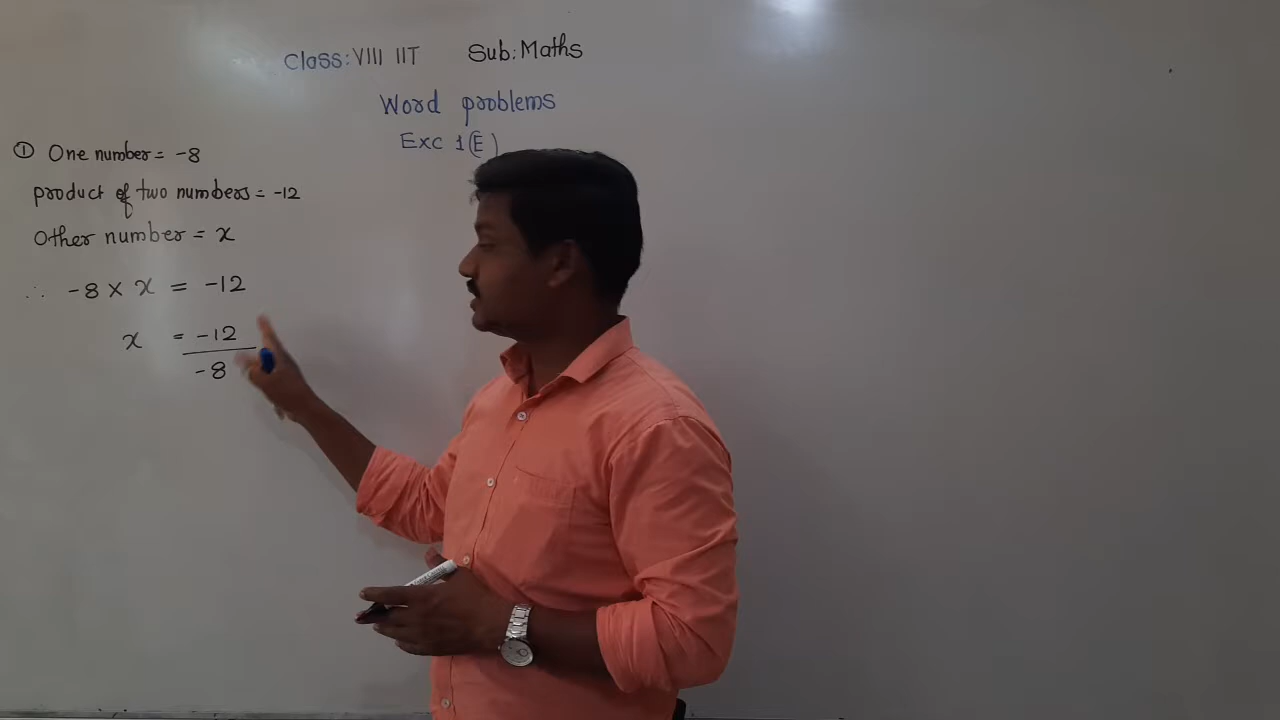 Class: VIII IIT Sub: Maths
Word problems
Exc 1(E)
① One number = -8
product of two numbers = -12
Other number = x
∴ -8 × x = -12
x = -12
-8